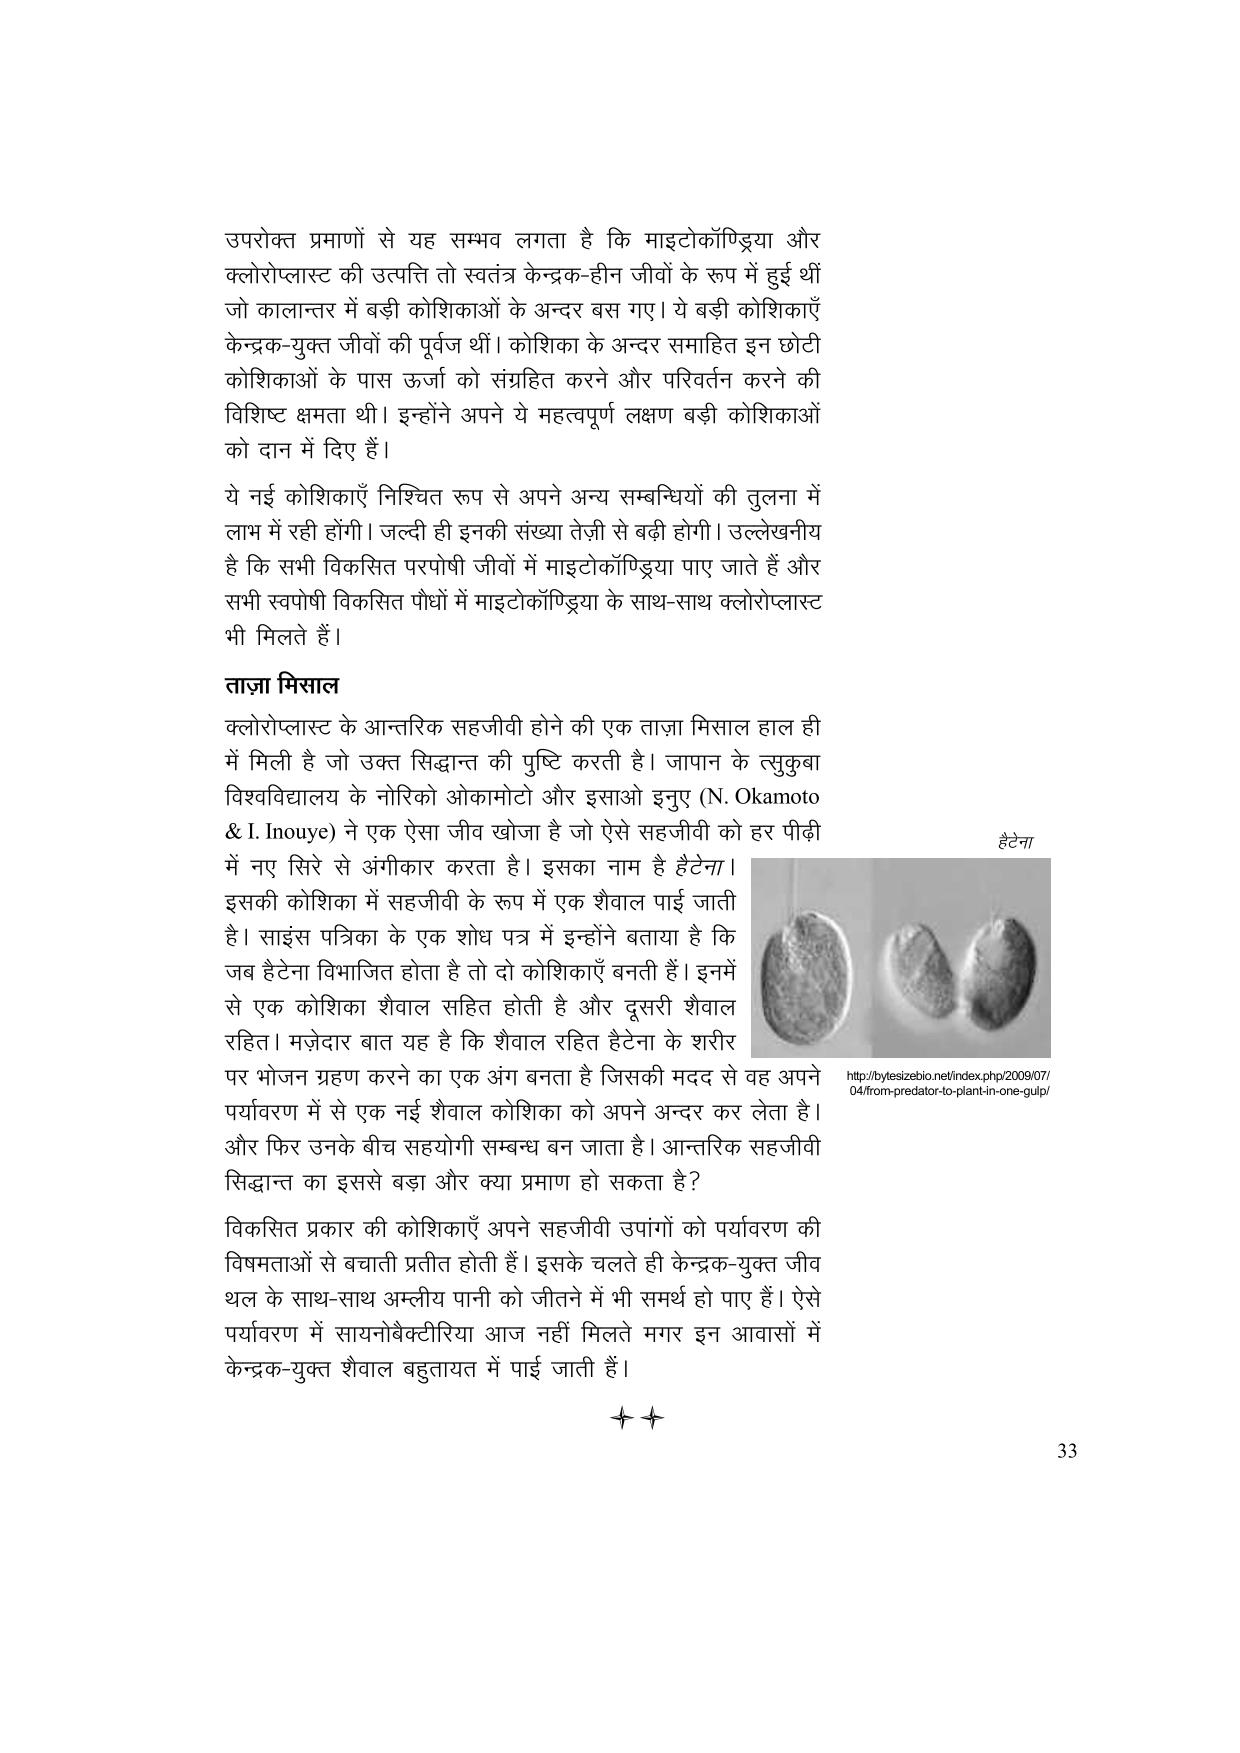 उपरोक्त प्रमाणों से यह सम्भव लगता है कि माइटोकॉण्ड्रिया और
क्लोरोप्लास्ट की उत्पत्ति तो स्वतंत्र केन्द्रक-हीन जीवों के रूप में हुई थीं
जो कालान्तर में बड़ी कोशिकाओं के अन्दर बस गए। ये बड़ी कोशिकाएँ
केन्द्रक-युक्त जीवों की पूर्वज थीं। कोशिका के अन्दर समाहित इन छोटी
कोशिकाओं के पास ऊर्जा को संग्रहित करने और परिवर्तन करने की
विशिष्ट क्षमता थी। इन्होंने अपने ये महत्वपूर्ण लक्षण बड़ी कोशिकाओं
को दान में दिए हैं।
ये नई कोशिकाएँ निश्चित रूप से अपने अन्य सम्बन्धियों की तुलना में
लाभ में रही होंगी। जल्दी ही इनकी संख्या तेज़ी से बढ़ी होगी। उल्लेखनीय
है कि सभी विकसित परपोषी जीवों में माइटोकॉण्ड्रिया पाए जाते हैं और
सभी स्वपोषी विकसित पौधों में माइटोकॉण्ड्रिया के साथ-साथ क्लोरोप्लास्ट
भी मिलते हैं।
ताज़ा मिसाल
क्लोरोप्लास्ट के आन्तरिक सहजीवी होने की एक ताज़ा मिसाल हाल ही
में मिली है जो उक्त सिद्धान्त की पुष्टि करती है। जापान के त्सुकुबा
विश्वविद्यालय के नोरिको ओकामोटो और इसाओ इनुए (N. Okamoto
& I. Inouye) ने एक ऐसा जीव खोजा है जो ऐसे सहजीवी को हर पीढ़ी
में नए सिरे से अंगीकार करता है। इसका नाम है हैटेना।
इसकी कोशिका में सहजीवी के रूप में एक शैवाल पाई जाती
है। साइंस पत्रिका के एक शोध पत्र में इन्होंने बताया है कि
जब हैटेना विभाजित होता है तो दो कोशिकाएँ बनती हैं। इनमें
से एक कोशिका शैवाल सहित होती है और दूसरी शैवाल
रहित। मज़ेदार बात यह है कि शैवाल रहित हैटेना के शरीर
पर भोजन ग्रहण करने का एक अंग बनता है जिसकी मदद से वह अपने
पर्यावरण में से एक नई शैवाल कोशिका को अपने अन्दर कर लेता है।
और फिर उनके बीच सहयोगी सम्बन्ध बन जाता है। आन्तरिक सहजीवी
सिद्धान्त का इससे बड़ा और क्या प्रमाण हो सकता है?
हैटेना
http://bytesizebio.net/index.php/2009/07/
04/from-predator-to-plant-in-one-gulp/
विकसित प्रकार की कोशिकाएँ अपने सहजीवी उपांगों को पर्यावरण की
विषमताओं से बचाती प्रतीत होती हैं। इसके चलते ही केन्द्रक-युक्त जीव
थल के साथ-साथ अम्लीय पानी को जीतने में भी समर्थ हो पाए हैं। ऐसे
पर्यावरण में सायनोबैक्टीरिया आज नहीं मिलते मगर इन आवासों में
केन्द्रक-युक्त शैवाल बहुतायत में पाई जाती हैं।
33